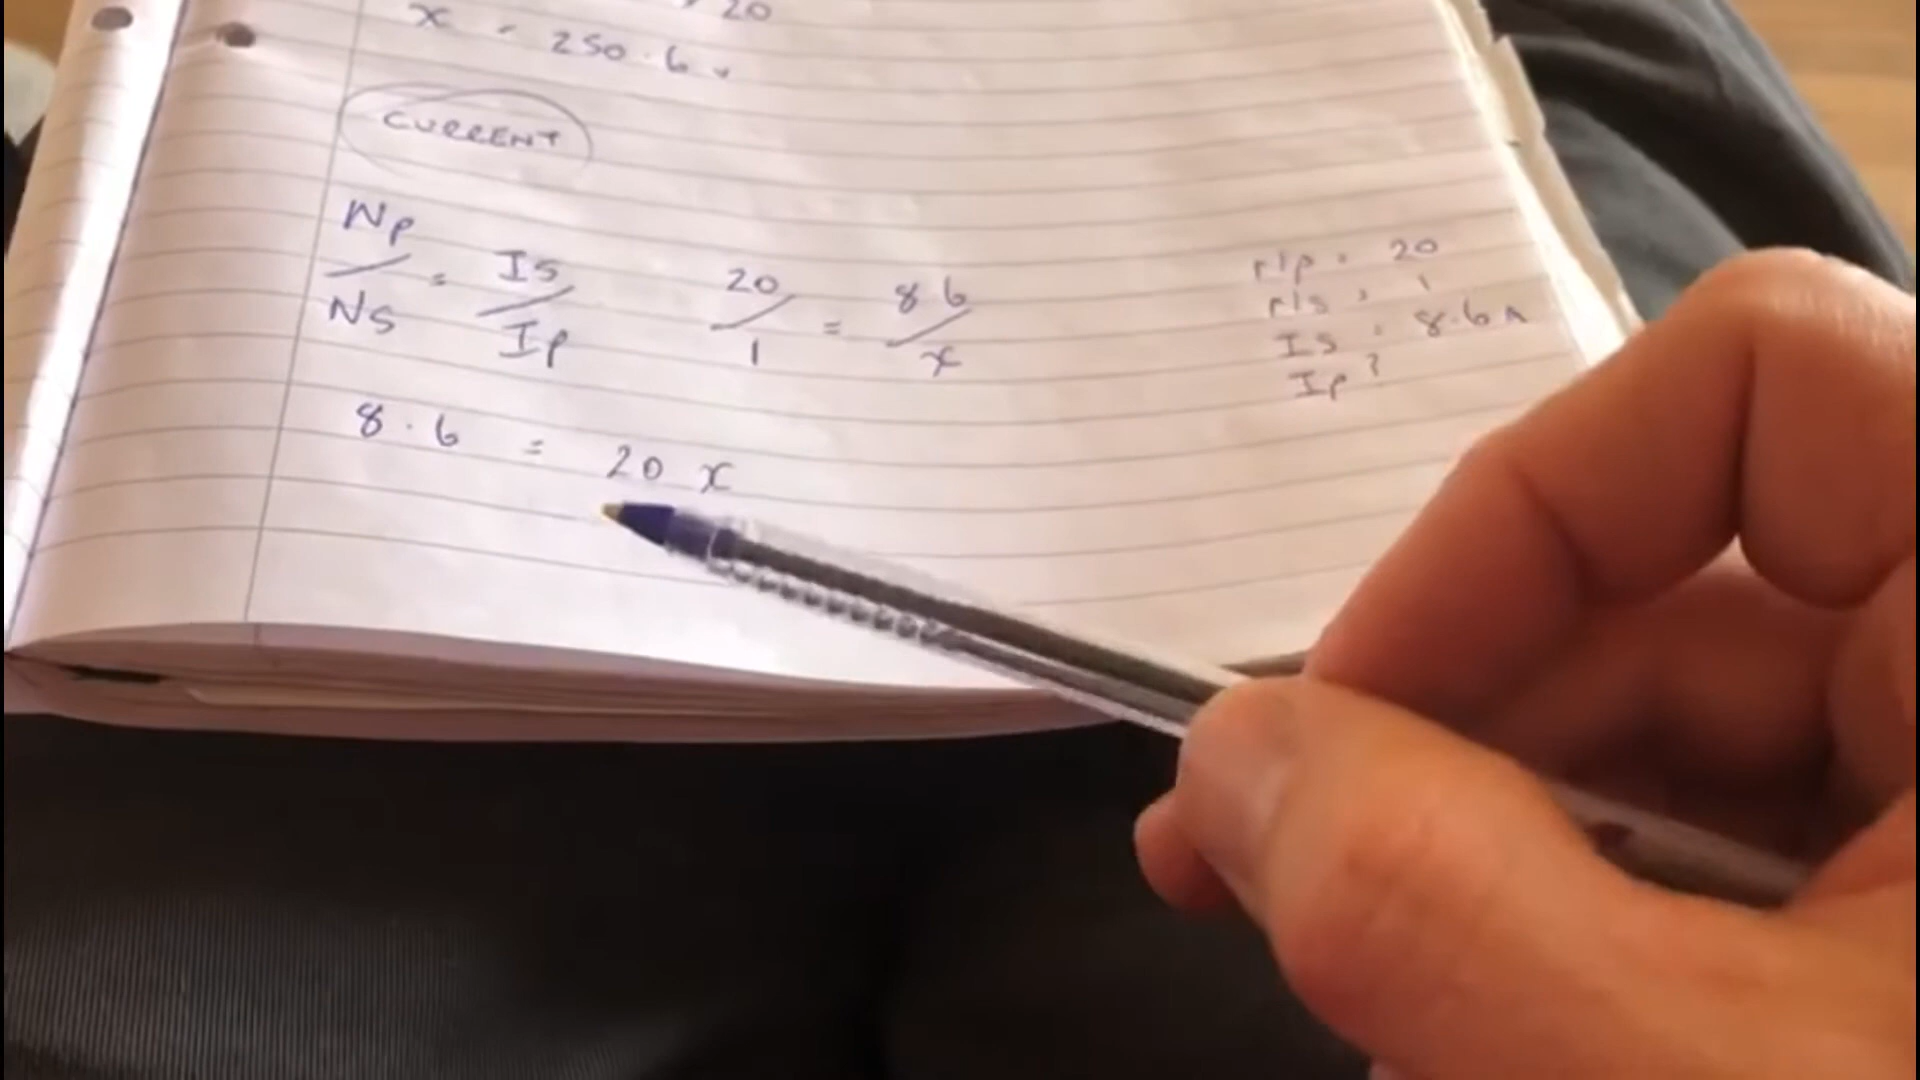 20
x = 250.6 v
CURRENT
Np/Ns = Is/Ip 20/1 = 8 6/x
8.6 = 20 x
Np = 20
Ns = 1
Is = 8.6 A
Ip ?